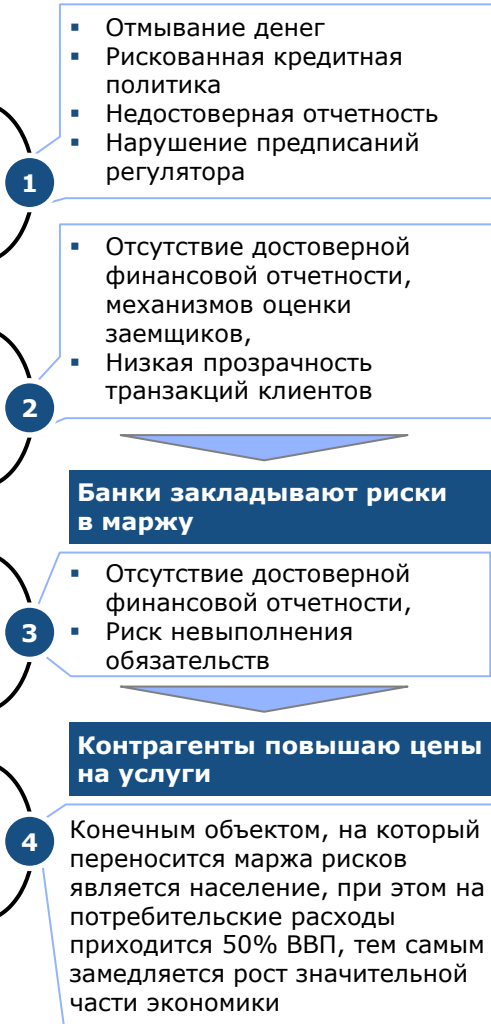 ▪ Отмывание денег
▪ Рискованная кредитная
политика
▪ Недостоверная отчетность
▪ Нарушение предписаний
регулятора
1
▪ Отсутствие достоверной
финансовой отчетности,
механизмов оценки
заемщиков,
▪ Низкая прозрачность
транзакций клиентов
2
Банки закладывают риски
в маржу
▪ Отсутствие достоверной
финансовой отчетности,
▪ Риск невыполнения
обязательств
3
Контрагенты повышаю цены
на услуги
4
Конечным объектом, на который
переносится маржа рисков
является население, при этом на
потребительские расходы
приходится 50% ВВП, тем самым
замедляется рост значительной
части экономики